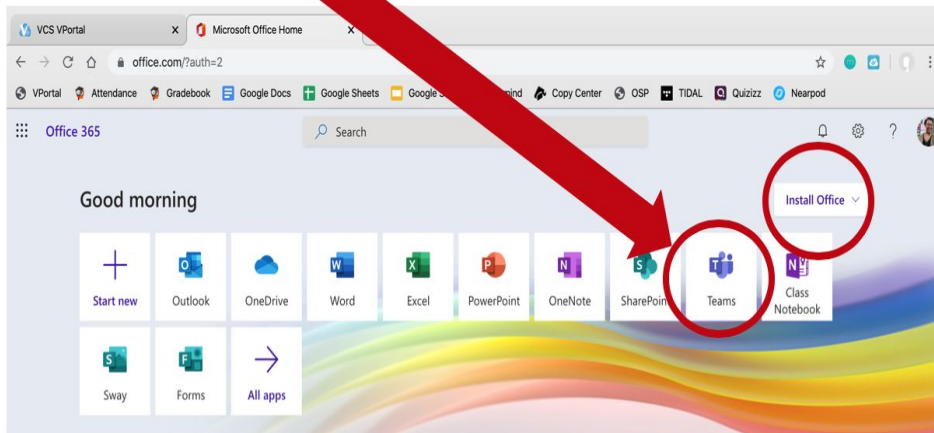 VCS VPortal x Microsoft Office Home x
office.com/?auth=2
VPortal Attendance Gradebook Google Docs Google Sheets Google Copy Center OSP TIDAL Quizizz Nearpod
Office 365 Search ?
Good morning Install Office
Start new Outlook OneDrive Word Excel PowerPoint OneNote SharePoint Teams Class Notebook
Sway Forms All apps